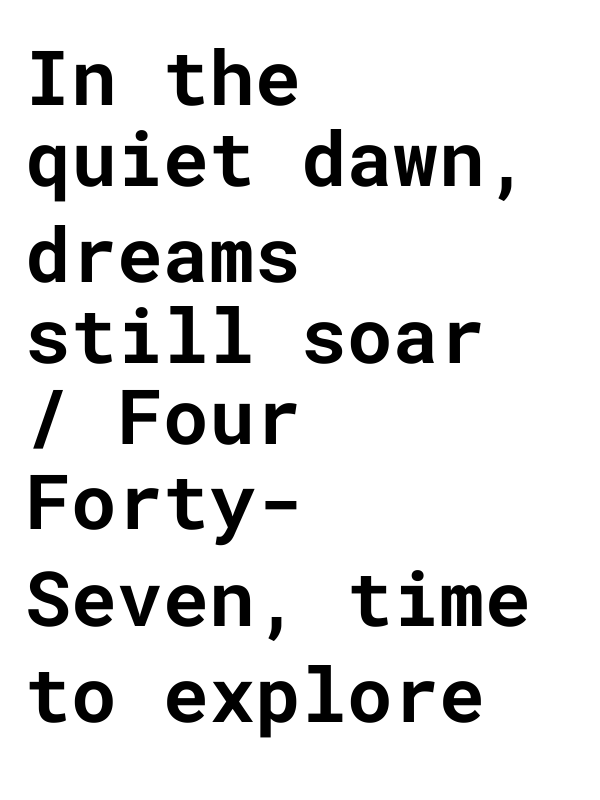 In the
quiet dawn,
dreams
still soar
/ Four
Forty-
Seven, time
to explore